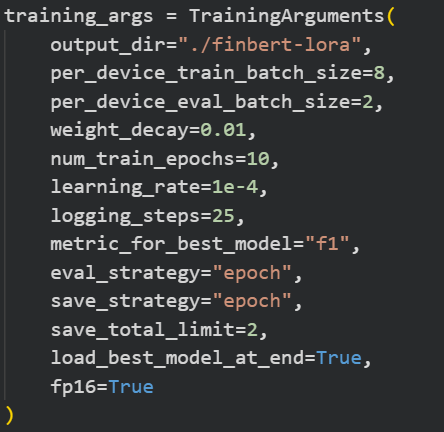 training_args = TrainingArguments(
    output_dir="./finbert-lora",
    per_device_train_batch_size=8,
    per_device_eval_batch_size=2,
    weight_decay=0.01,
    num_train_epochs=10,
    learning_rate=1e-4,
    logging_steps=25,
    metric_for_best_model="f1",
    eval_strategy="epoch",
    save_strategy="epoch",
    save_total_limit=2,
    load_best_model_at_end=True,
    fp16=True
)